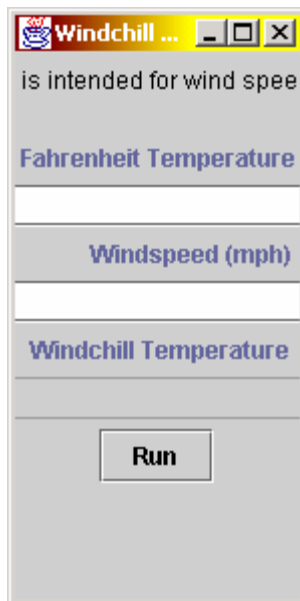 Windchill ...
is intended for wind spee
Fahrenheit Temperature
Windspeed (mph)
Windchill Temperature
Run